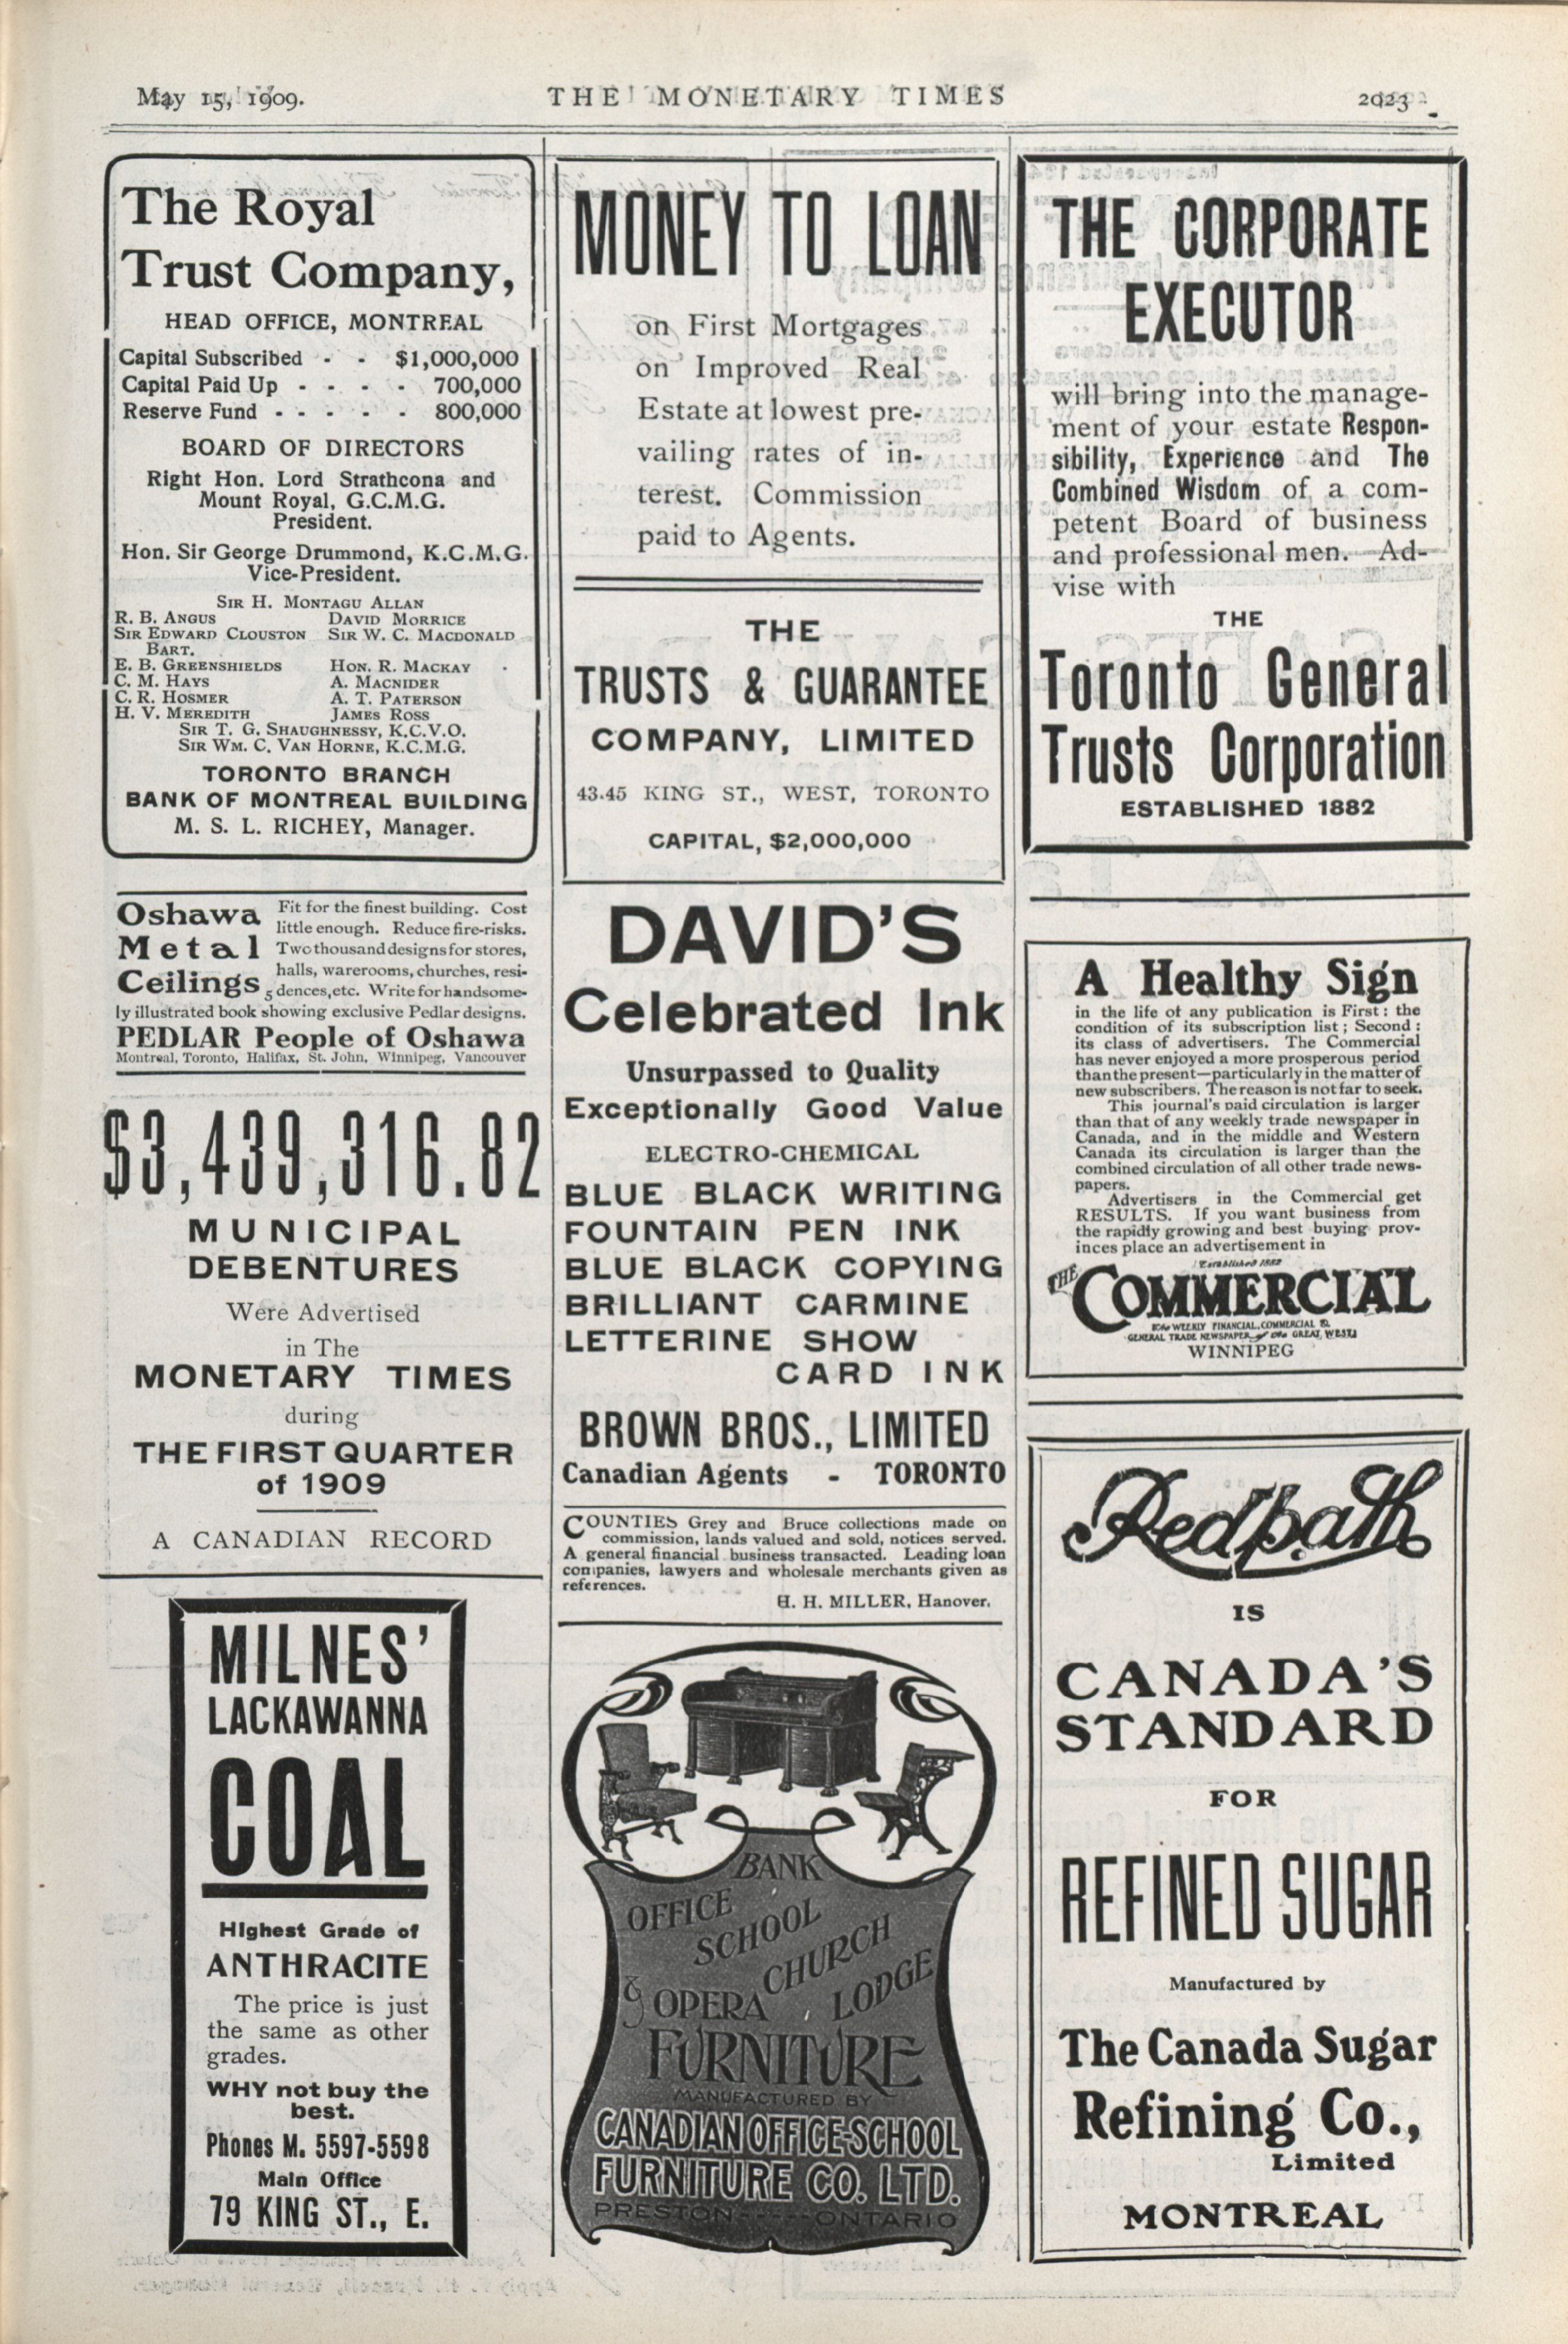 May 15, 1909.
THE MONETARY TIMES
2023
The Royal
Trust Company,
HEAD OFFICE, MONTREAL
Capital Subscribed - - $1,000,000
Capital Paid Up - - - - 700,000
Reserve Fund - - - - - 800,000
BOARD OF DIRECTORS
Right Hon. Lord Strathcona and
Mount Royal, G.C.M.G.
President.
Hon. Sir George Drummond, K.C.M.G.
Vice-President.
SIR H. MONTAGU ALLAN
R. B. ANGUS DAVID MORRICE
SIR EDWARD CLOUSTON SIR W. C. MACDONALD
BART.
E. B. GREENSHIELDS HON. R. MACKAY
C. M. HAYS A. MACNIDER
C. R. HOSMER A. T. PATERSON
H. V. MEREDITH JAMES ROSS
SIR T. G. SHAUGHNESSY, K.C.V.O.
SIR WM. C. VAN HORNE, K.C.M.G.
TORONTO BRANCH
BANK OF MONTREAL BUILDING
M. S. L. RICHEY, Manager.
Oshawa
Metal
Ceilings
Fit for the finest building. Cost
little enough. Reduce fire-risks.
Two thousand designs for stores,
halls, warerooms, churches, resi-
5 dences, etc. Write for handsome-
ly illustrated book showing exclusive Pedlar designs.
PEDLAR People of Oshawa
Montreal, Toronto, Halifax, St. John, Winnipeg, Vancouver
$3,439,316.82
MUNICIPAL
DEBENTURES
Were Advertised
in The
MONETARY TIMES
during
THE FIRST QUARTER
of 1909
A CANADIAN RECORD
MILNES'
LACKAWANNA
COAL
Highest Grade of
ANTHRACITE
The price is just
the same as other
grades.
WHY not buy the
best.
Phones M. 5597-5598
Main Office
79 KING ST., E.
MONEY TO LOAN
on First Mortgages
on Improved Real
Estate at lowest pre-
vailing rates of in-
terest. Commission
paid to Agents.
THE
TRUSTS & GUARANTEE
COMPANY, LIMITED
43-45 KING ST., WEST, TORONTO
CAPITAL, $2,000,000
DAVID'S
Celebrated Ink
Unsurpassed to Quality
Exceptionally Good Value
ELECTRO-CHEMICAL
BLUE BLACK WRITING
FOUNTAIN PEN INK
BLUE BLACK COPYING
BRILLIANT CARMINE
LETTERINE SHOW
CARD INK
BROWN BROS., LIMITED
Canadian Agents - TORONTO
COUNTIES Grey and Bruce collections made on
commission, lands valued and sold, notices served.
A general financial business transacted. Leading loan
companies, lawyers and wholesale merchants given as
references.
H. H. MILLER, Hanover.
BANK
OFFICE
SCHOOL
CHURCH
& OPERA LODGE
FURNITURE
MANUFACTURED BY
CANADIAN OFFICE-SCHOOL
FURNITURE CO. LTD.
PRESTON-----ONTARIO
THE CORPORATE
EXECUTOR
will bring into the manage-
ment of your estate Respon-
sibility, Experience and The
Combined Wisdom of a com-
petent Board of business
and professional men. Ad-
vise with
THE
Toronto General
Trusts Corporation
ESTABLISHED 1882
A Healthy Sign
in the life of any publication is First: the
condition of its subscription list; Second:
its class of advertisers. The Commercial
has never enjoyed a more prosperous period
than the present—particularly in the matter of
new subscribers. The reason is not far to seek.
This journal's paid circulation is larger
than that of any weekly trade newspaper in
Canada, and in the middle and Western
Canada its circulation is larger than the
combined circulation of all other trade news-
papers.
Advertisers in the Commercial get
RESULTS. If you want business from
the rapidly growing and best buying prov-
inces place an advertisement in
Established 1882
THE COMMERCIAL
The WEEKLY FINANCIAL, COMMERCIAL &
GENERAL TRADE NEWSPAPER of the GREAT WEST
WINNIPEG
Redpath
IS
CANADA'S
STANDARD
FOR
REFINED SUGAR
Manufactured by
The Canada Sugar
Refining Co.,
Limited
MONTREAL